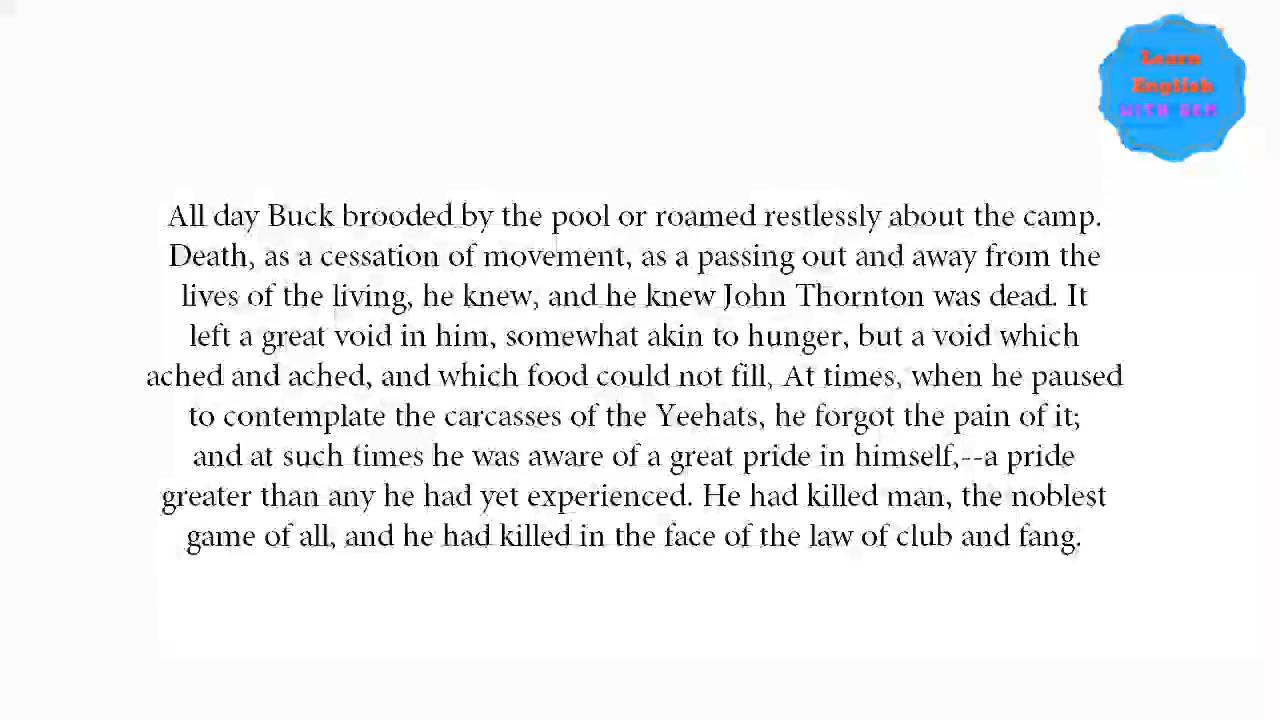 Learn
English
WITH GEM
All day Buck brooded by the pool or roamed restlessly about the camp.
Death, as a cessation of movement, as a passing out and away from the
lives of the living, he knew, and he knew John Thornton was dead. It
left a great void in him, somewhat akin to hunger, but a void which
ached and ached, and which food could not fill, At times, when he paused
to contemplate the carcasses of the Yeehats, he forgot the pain of it;
and at such times he was aware of a great pride in himself,--a pride
greater than any he had yet experienced. He had killed man, the noblest
game of all, and he had killed in the face of the law of club and fang.